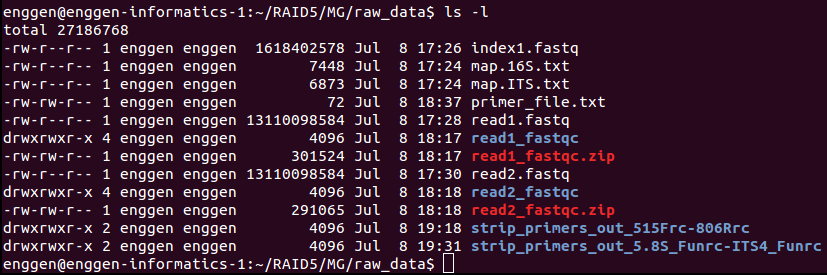 enggen@enggen-informatics-1:~/RAID5/MG/raw_data$ ls -l
total 27186768
-rw-r--r-- 1 enggen enggen  1618402578 Jul  8 17:26 index1.fastq
-rw-rw-r-- 1 enggen enggen        7448 Jul  8 17:24 map.16S.txt
-rw-rw-r-- 1 enggen enggen        6873 Jul  8 17:24 map.ITS.txt
-rw-rw-r-- 1 enggen enggen          72 Jul  8 18:37 primer_file.txt
-rw-r--r-- 1 enggen enggen 13110098584 Jul  8 17:28 read1.fastq
drwxrwxr-x 4 enggen enggen        4096 Jul  8 18:17 read1_fastqc
-rw-rw-r-- 1 enggen enggen      301524 Jul  8 18:17 read1_fastqc.zip
-rw-r--r-- 1 enggen enggen 13110098584 Jul  8 17:30 read2.fastq
drwxrwxr-x 4 enggen enggen        4096 Jul  8 18:18 read2_fastqc
-rw-rw-r-- 1 enggen enggen      291065 Jul  8 18:18 read2_fastqc.zip
drwxrwxr-x 2 enggen enggen        4096 Jul  8 19:18 strip_primers_out_515Frc-806Rrc
drwxrwxr-x 2 enggen enggen        4096 Jul  8 19:31 strip_primers_out_5.8S_Funrc-ITS4_Funrc
enggen@enggen-informatics-1:~/RAID5/MG/raw_data$